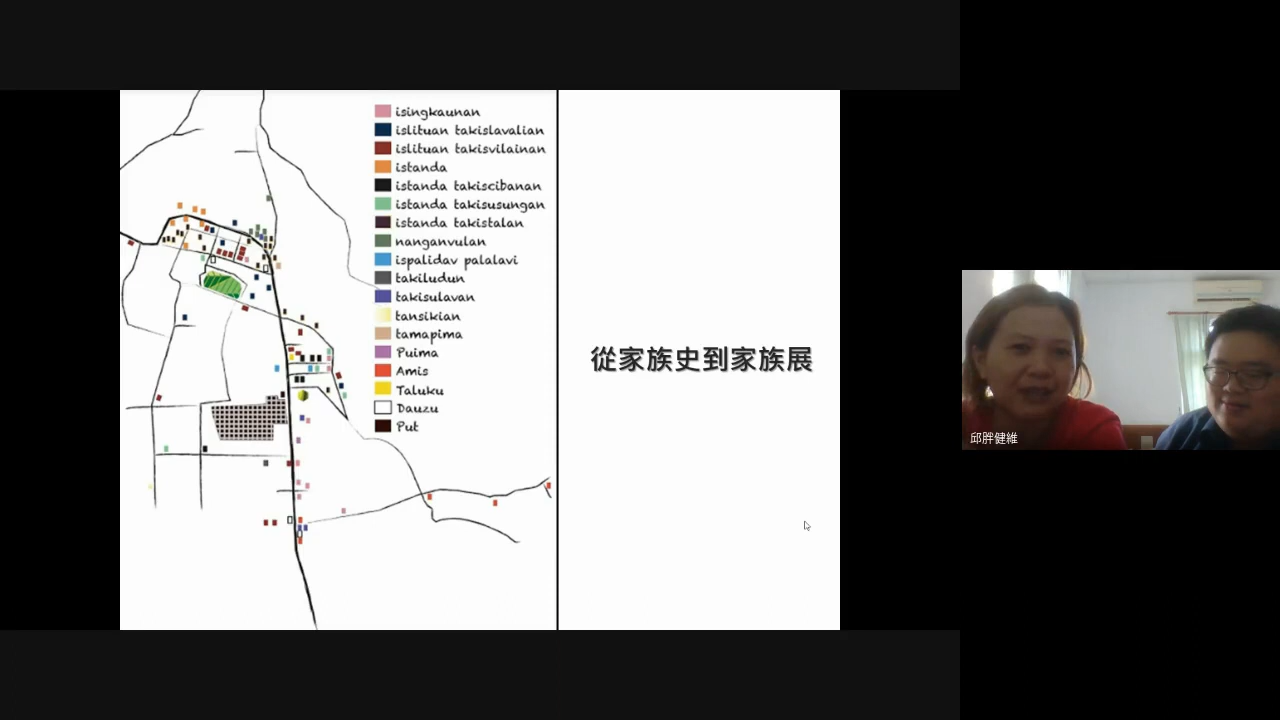 isingkaunan
islituan takislavalian
islituan takisvilainan
istanda
istanda takiscibanan
istanda takisusungan
istanda takistalan
nanganvulan
ispalidav palalavi
takiludun
takisulavan
tansikian
tamapima
Puima
Amis
Taluku
Dauzu
Put
從家族史到家族展
邱胖健維